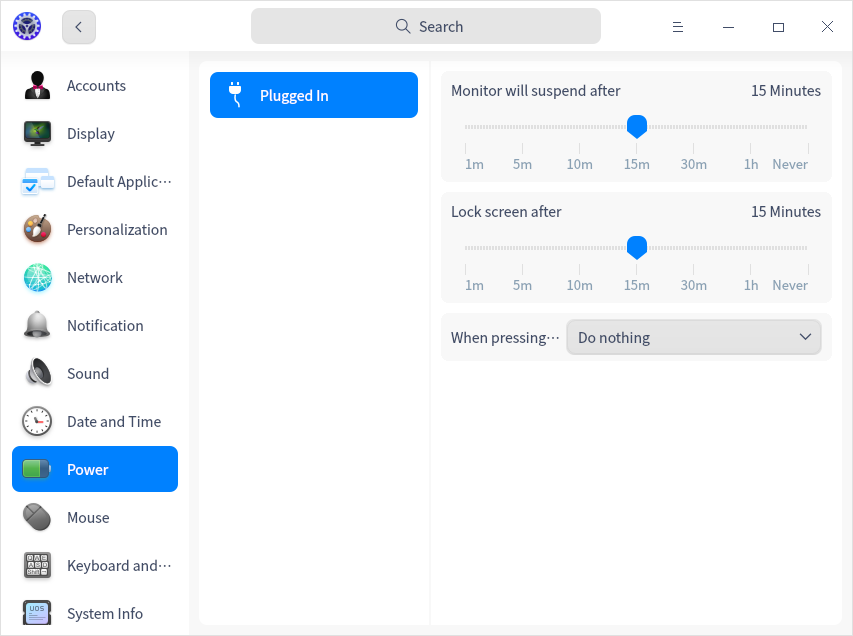 Search
Accounts
Display
Default Applic···
Personalization
Network
Notification
Sound
Date and Time
Power
Mouse
Keyboard and···
System Info
Plugged In
Monitor will suspend after 15 Minutes
1m 5m 10m 15m 30m 1h Never
Lock screen after 15 Minutes
1m 5m 10m 15m 30m 1h Never
When pressing··· Do nothing